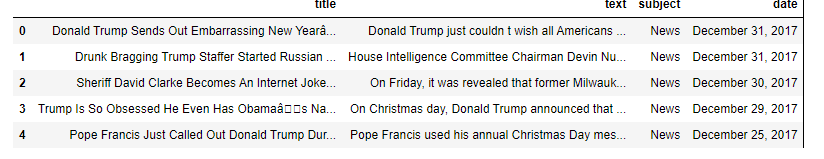 title text subject date
0 Donald Trump Sends Out Embarrassing New Yearâ... Donald Trump just couldn t wish all Americans ... News December 31, 2017
1 Drunk Bragging Trump Staffer Started Russian ... House Intelligence Committee Chairman Devin Nu... News December 31, 2017
2 Sheriff David Clarke Becomes An Internet Joke... On Friday, it was revealed that former Milwauk... News December 30, 2017
3 Trump Is So Obsessed He Even Has Obamaâ□□s Na... On Christmas day, Donald Trump announced that ... News December 29, 2017
4 Pope Francis Just Called Out Donald Trump Dur... Pope Francis used his annual Christmas Day mes... News December 25, 2017